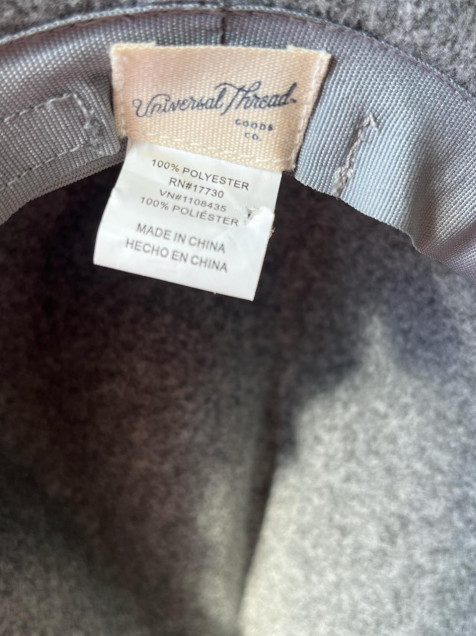 Universal Thread
GOODS
CO.
100% POLYESTER
RN#17730
VN#1108435
100% POLIÉSTER
MADE IN CHINA
HECHO EN CHINA